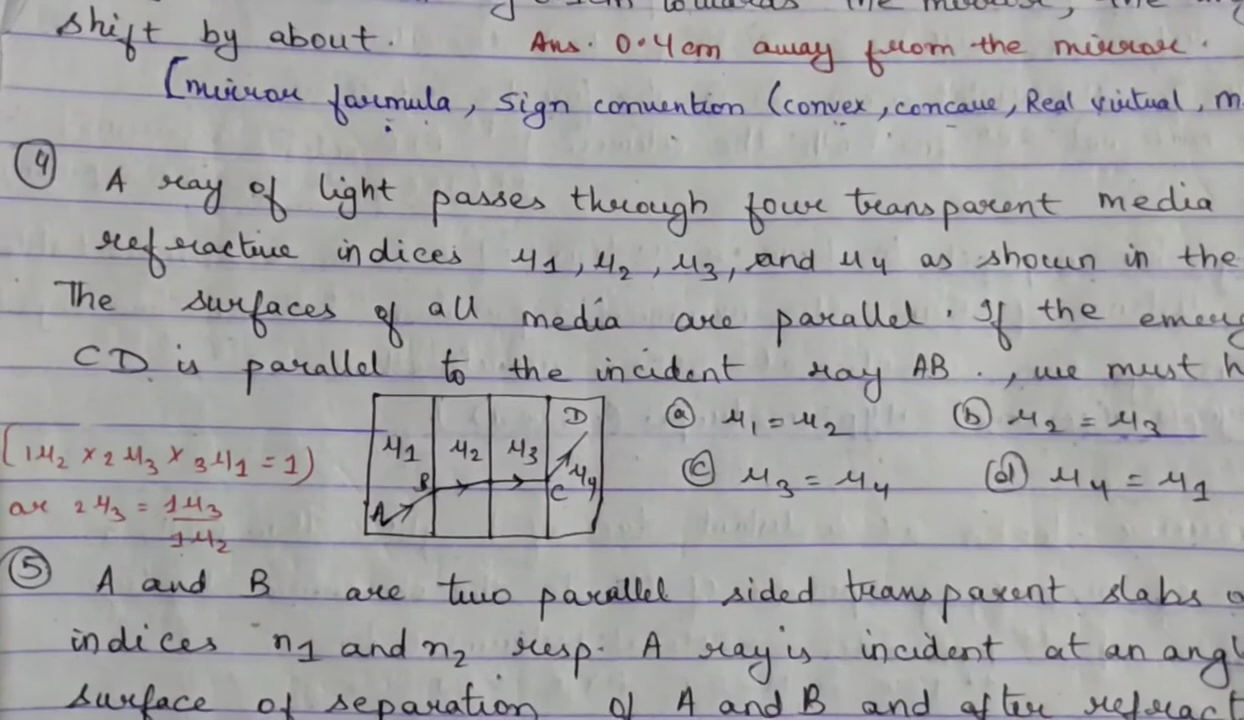 shift by about. Ans. 0.4cm away from the mirror.
[mirror formula, Sign convention (convex, concave, Real virtual, m
④ A ray of light passes through four transparent media
refractive indices μ1, μ2, μ3, and μ4 as shown in the
The surfaces of all media are parallel. If the emerg
CD is parallel to the incident ray AB., we must h
ⓐ μ1 = μ2 ⓑ μ2 = μ3
ⓒ μ3 = μ4 ⓓ μ4 = μ1
μ1 μ2 μ3 D
B C μ4
A
[1μ2 × 2μ3 × 3μ1 = 1)
or 2μ3 = 1μ3
1μ2
⑤ A and B are two parallel sided transparent slabs o
indices n1 and n2 resp. A ray is incident at an angl
surface of separation of A and B and after refract